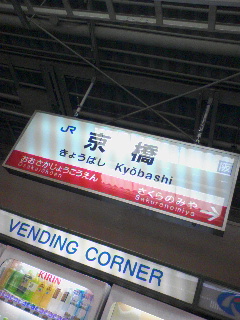 JR
京橋
きょうばし Kyōbashi
おおさかじょうこうえん さくらのみや
Osakajokoen Sakuranomiya
VENDING CORNER
KIRIN